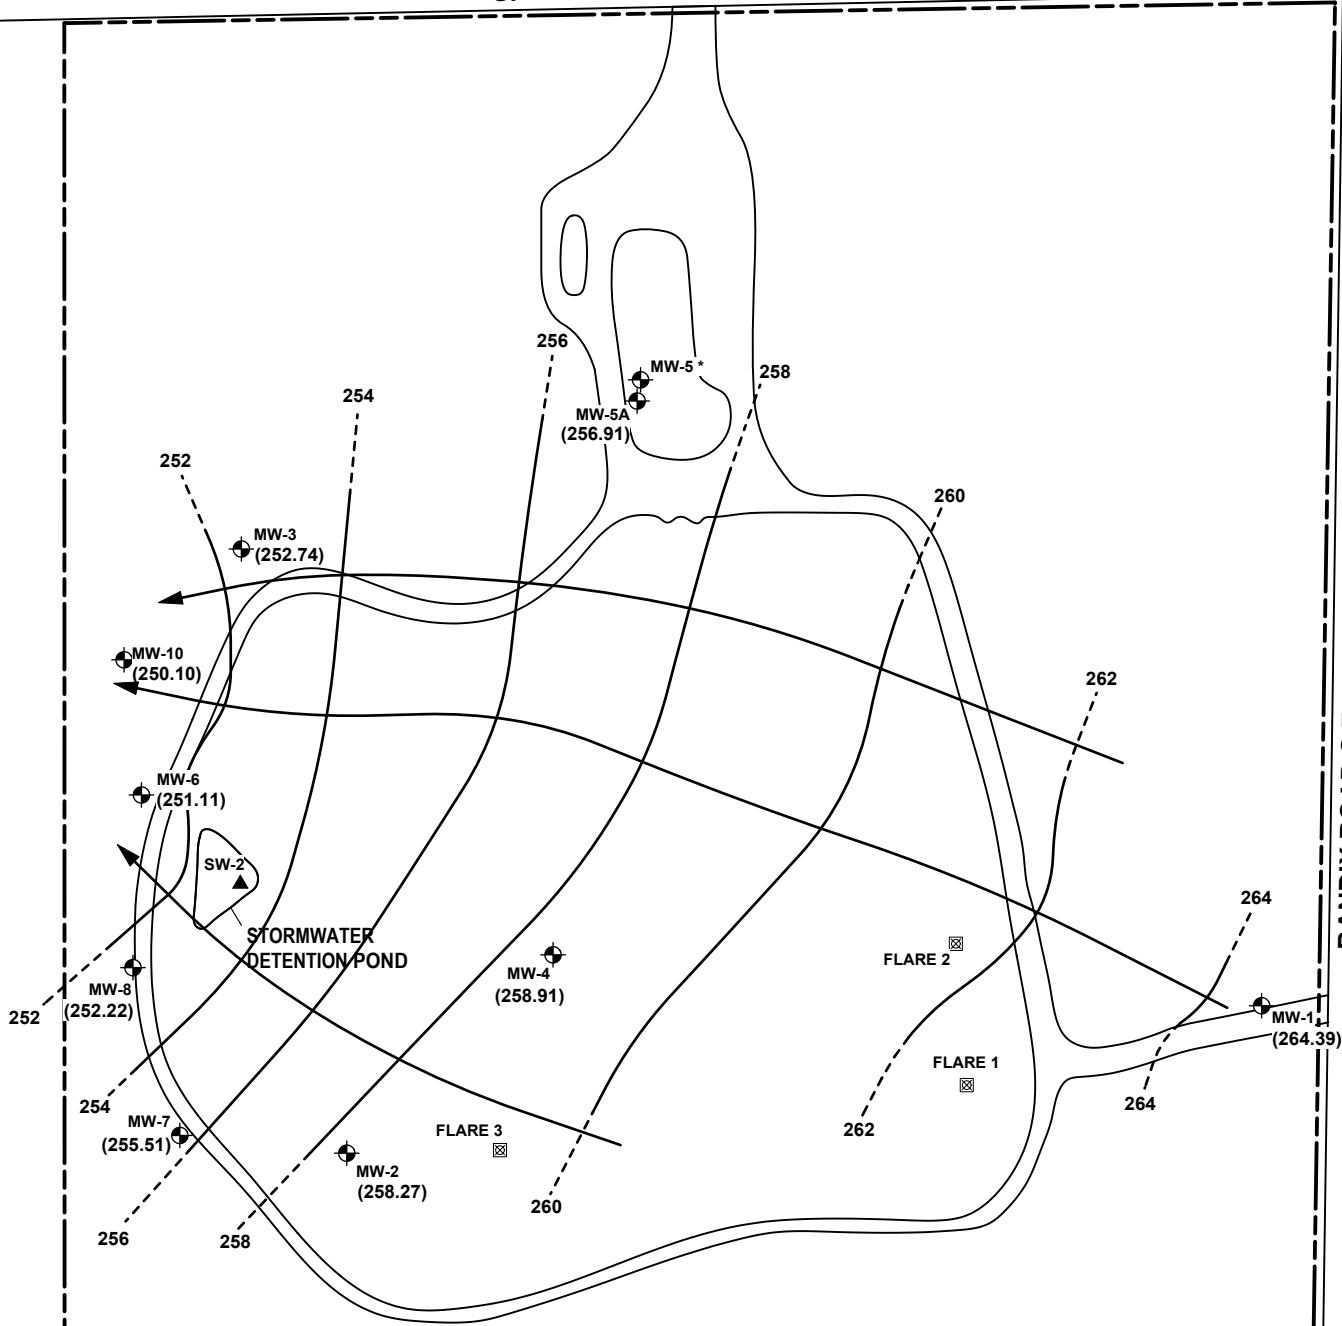 256
MW-5 *
258
254
MW-5A
(256.91)
252
260
MW-3
(252.74)
MW-10
(250.10)
262
MW-6
(251.11)
SW-2
264
STORMWATER
DETENTION POND
FLARE 2
MW-4
(258.91)
MW-8
(252.22)
252
MW-1
(264.39)
FLARE 1
254
264
MW-7
(255.51)
FLARE 3
262
MW-2
(258.27)
260
256
258